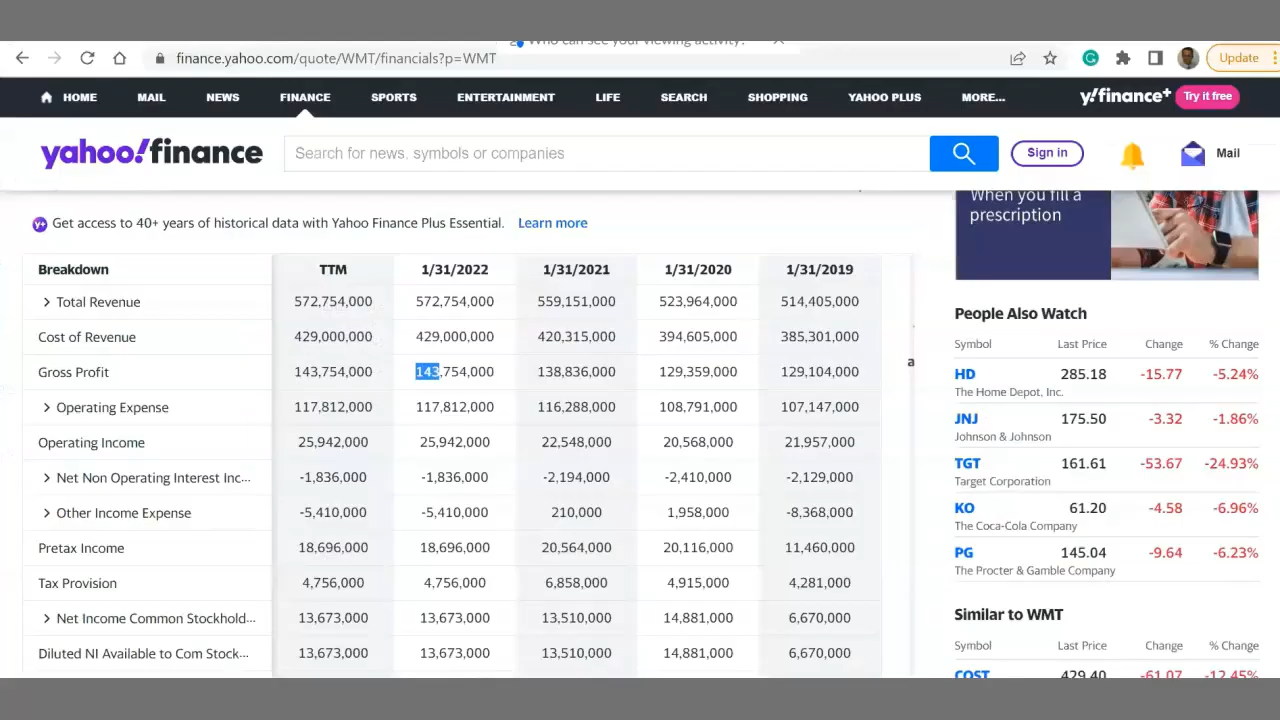 Who can see your viewing activity?
finance.yahoo.com/quote/WMT/financials?p=WMT
Update
HOME MAIL NEWS FINANCE SPORTS ENTERTAINMENT LIFE SEARCH SHOPPING YAHOO PLUS MORE... y!finance+ Try it free
yahoo!finance Search for news, symbols or companies Sign in Mail
When you fill a
prescription
y+ Get access to 40+ years of historical data with Yahoo Finance Plus Essential. Learn more
Breakdown TTM 1/31/2022 1/31/2021 1/31/2020 1/31/2019
Total Revenue 572,754,000 572,754,000 559,151,000 523,964,000 514,405,000
Cost of Revenue 429,000,000 429,000,000 420,315,000 394,605,000 385,301,000
Gross Profit 143,754,000 143,754,000 138,836,000 129,359,000 129,104,000
Operating Expense 117,812,000 117,812,000 116,288,000 108,791,000 107,147,000
Operating Income 25,942,000 25,942,000 22,548,000 20,568,000 21,957,000
Net Non Operating Interest Inc... -1,836,000 -1,836,000 -2,194,000 -2,410,000 -2,129,000
Other Income Expense -5,410,000 -5,410,000 210,000 1,958,000 -8,368,000
Pretax Income 18,696,000 18,696,000 20,564,000 20,116,000 11,460,000
Tax Provision 4,756,000 4,756,000 6,858,000 4,915,000 4,281,000
Net Income Common Stockhold... 13,673,000 13,673,000 13,510,000 14,881,000 6,670,000
Diluted NI Available to Com Stock... 13,673,000 13,673,000 13,510,000 14,881,000 6,670,000
a
People Also Watch
Symbol Last Price Change % Change
HD 285.18 -15.77 -5.24%
The Home Depot, Inc.
JNJ 175.50 -3.32 -1.86%
Johnson & Johnson
TGT 161.61 -53.67 -24.93%
Target Corporation
KO 61.20 -4.58 -6.96%
The Coca-Cola Company
PG 145.04 -9.64 -6.23%
The Procter & Gamble Company
Similar to WMT
Symbol Last Price Change % Change
COST 429.40 -61.07 -12.45%